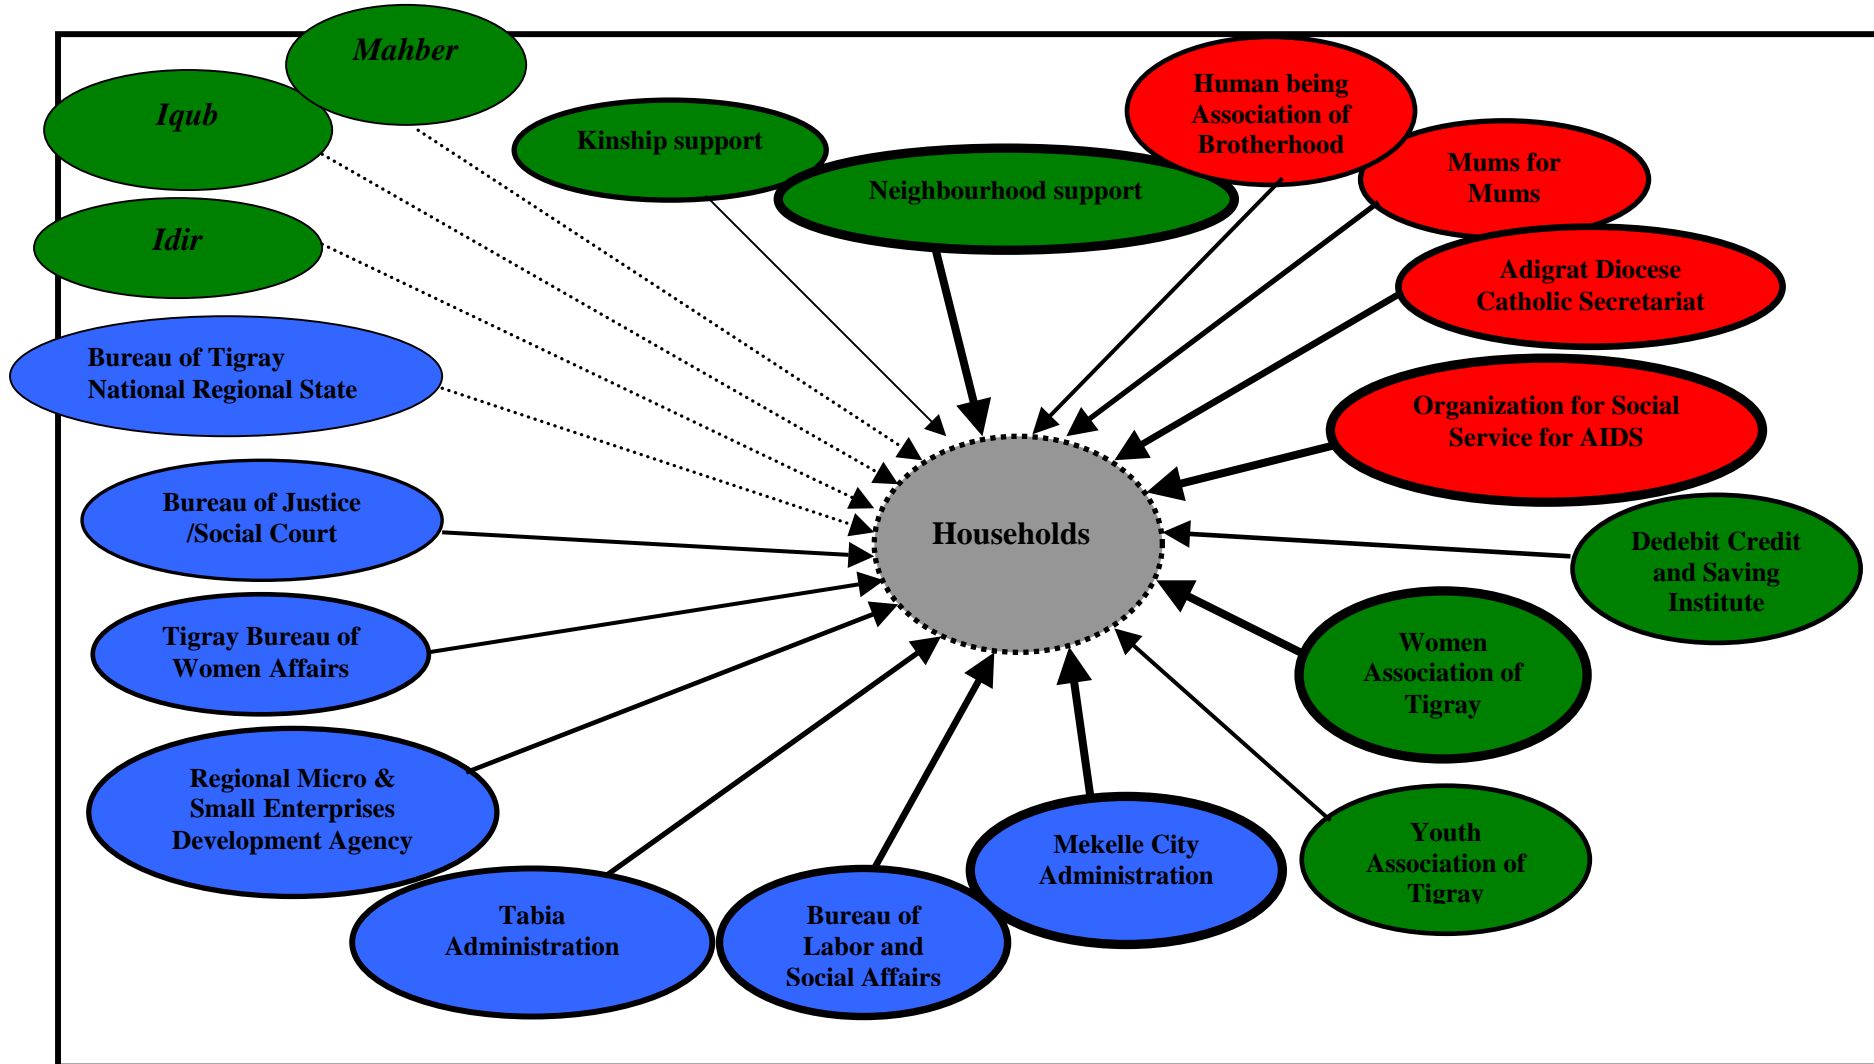 Mahber
Iqub
Idir
Kinship support
Neighbourhood support
Human being
Association of
Brotherhood
Mums for
Mums
Adigrat Diocese
Catholic Secretariat
Organization for Social
Service for AIDS
Bureau of Tigray
National Regional State
Bureau of Justice
/Social Court
Households
Dedebit Credit
and Saving
Institute
Tigray Bureau of
Women Affairs
Women
Association of
Tigray
Regional Micro &
Small Enterprises
Development Agency
Tabia
Administration
Bureau of
Labor and
Social Affairs
Mekelle City
Administration
Youth
Association of
Tigray